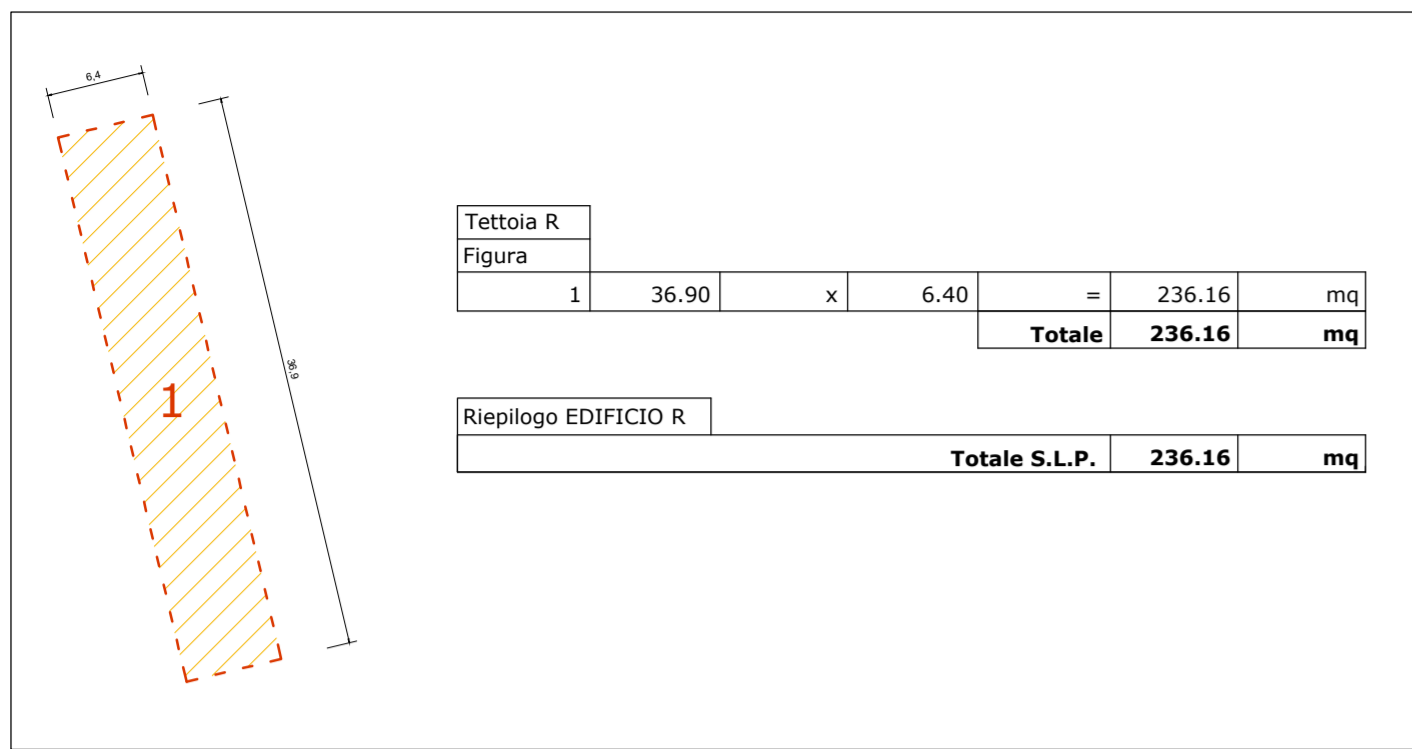 6,4
36,9
1
Tettoia R
Figura
1 36.90 x 6.40 = 236.16 mq
Totale 236.16 mq
Riepilogo EDIFICIO R
Totale S.L.P. 236.16 mq